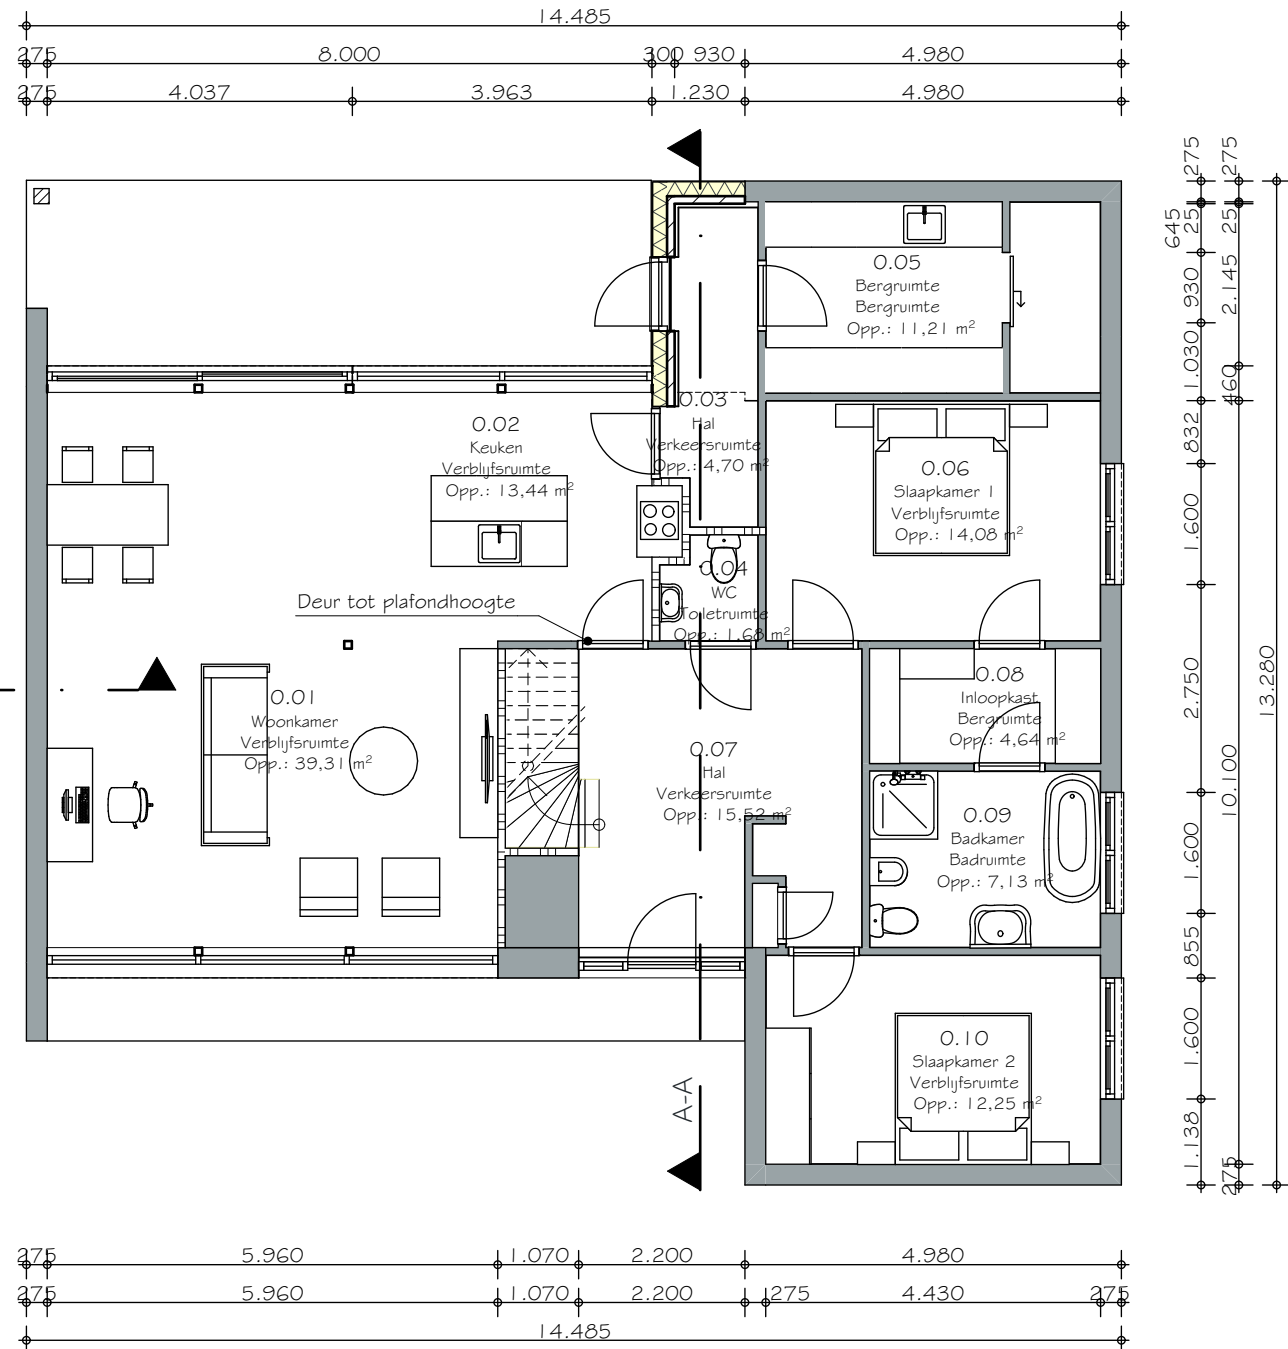 14.485
275 8.000 300 930 4.980
275 4.037 3.963 1.230 4.980
275 275
645 25 25
930 2.145
1.030 460
832
1.600
2.750
13.280
10.100
1.600
855
1.600
1.138
275
0.05
Bergruimte
Bergruimte
Opp.: 11,21 m²
0.03
Hal
Verkeersruimte
Opp.: 4,70 m²
0.02
Keuken
Verblijfsruimte
Opp.: 13,44 m²
0.06
Slaapkamer 1
Verblijfsruimte
Opp.: 14,08 m²
0.04
WC
Toiletruimte
Opp.: 1,68 m²
Deur tot plafondhoogte
0.01
Woonkamer
Verblijfsruimte
Opp.: 39,31 m²
0.08
Inloopkast
Bergruimte
Opp.: 4,64 m²
0.07
Hal
Verkeersruimte
Opp.: 15,52 m²
0.09
Badkamer
Badruimte
Opp.: 7,13 m²
0.10
Slaapkamer 2
Verblijfsruimte
Opp.: 12,25 m²
A-A
275 5.960 1.070 2.200 4.980
275 5.960 1.070 2.200 275 4.430 275
14.485